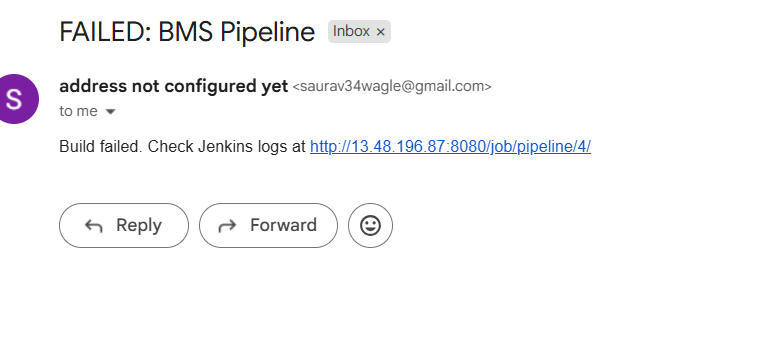 FAILED: BMS Pipeline Inbox ×
S
address not configured yet <saurav34wagle@gmail.com>
to me
Build failed. Check Jenkins logs at http://13.48.196.87:8080/job/pipeline/4/
Reply Forward